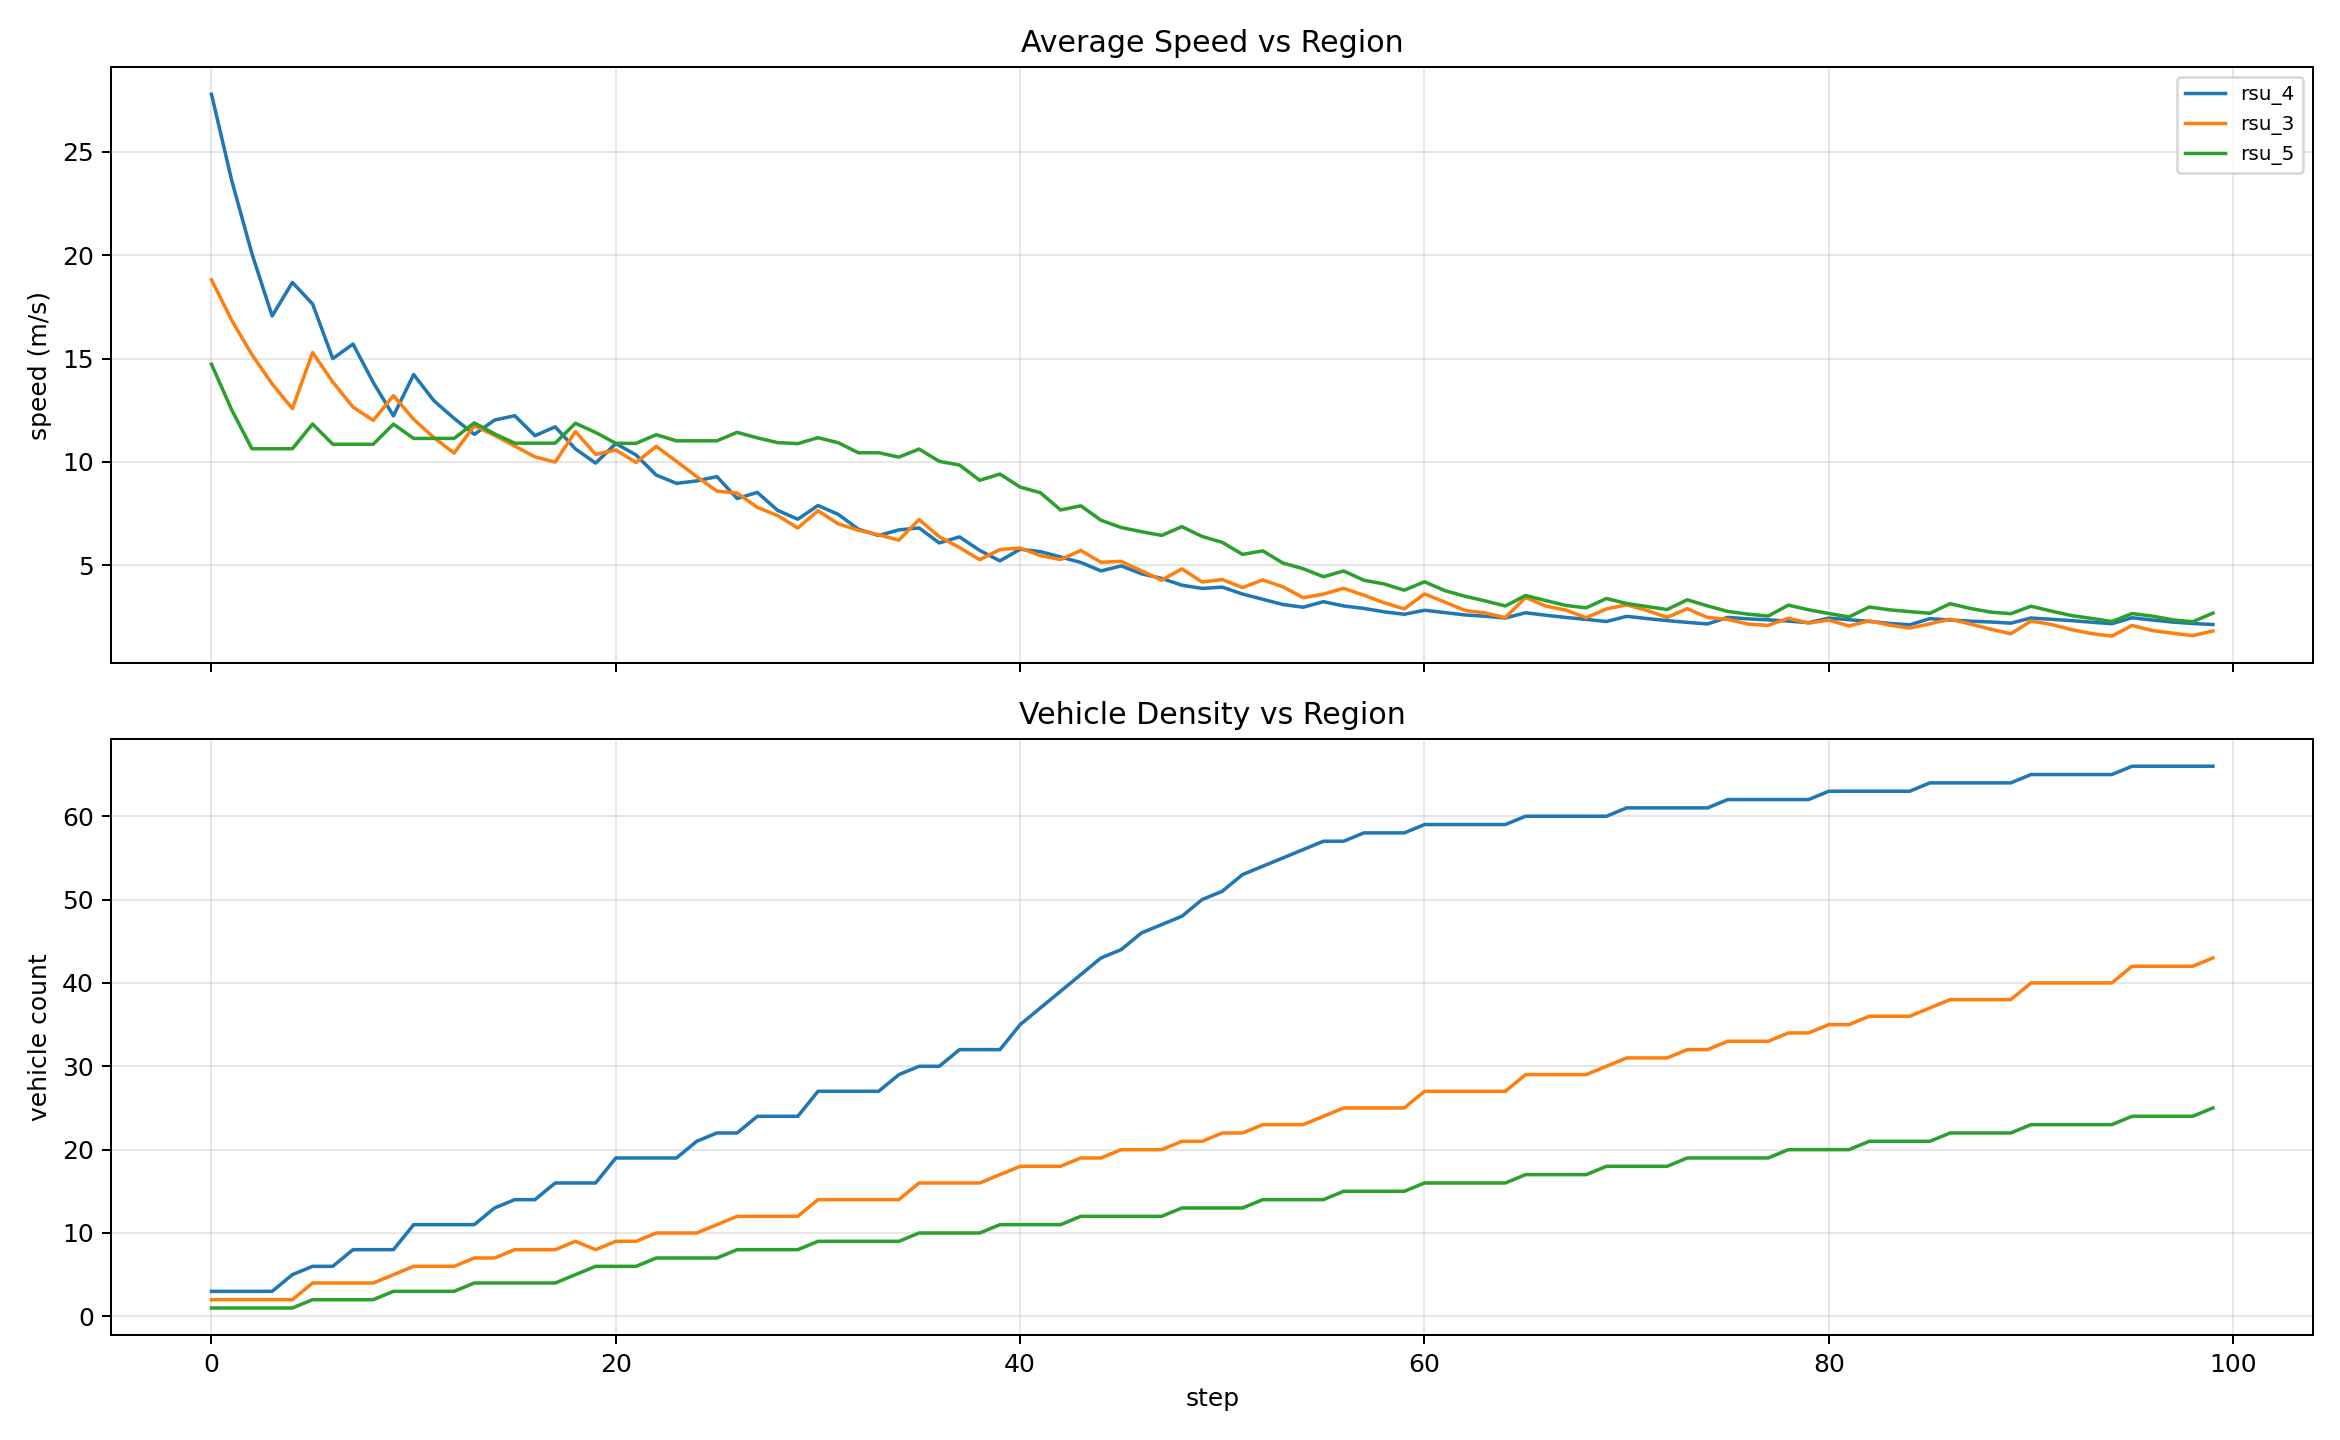 Average Speed vs Region
speed (m/s)
25
20
15
10
5
rsu_4
rsu_3
rsu_5
Vehicle Density vs Region
vehicle count
60
50
40
30
20
10
0
0 20 40 60 80 100
step